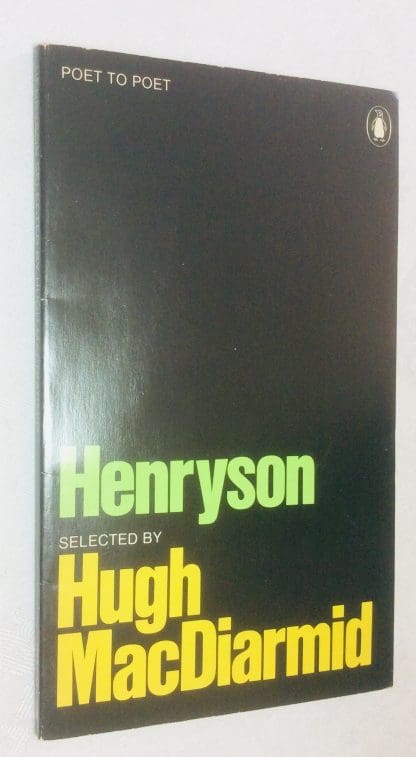 POET TO POET
Henryson
SELECTED BY
Hugh
MacDiarmid